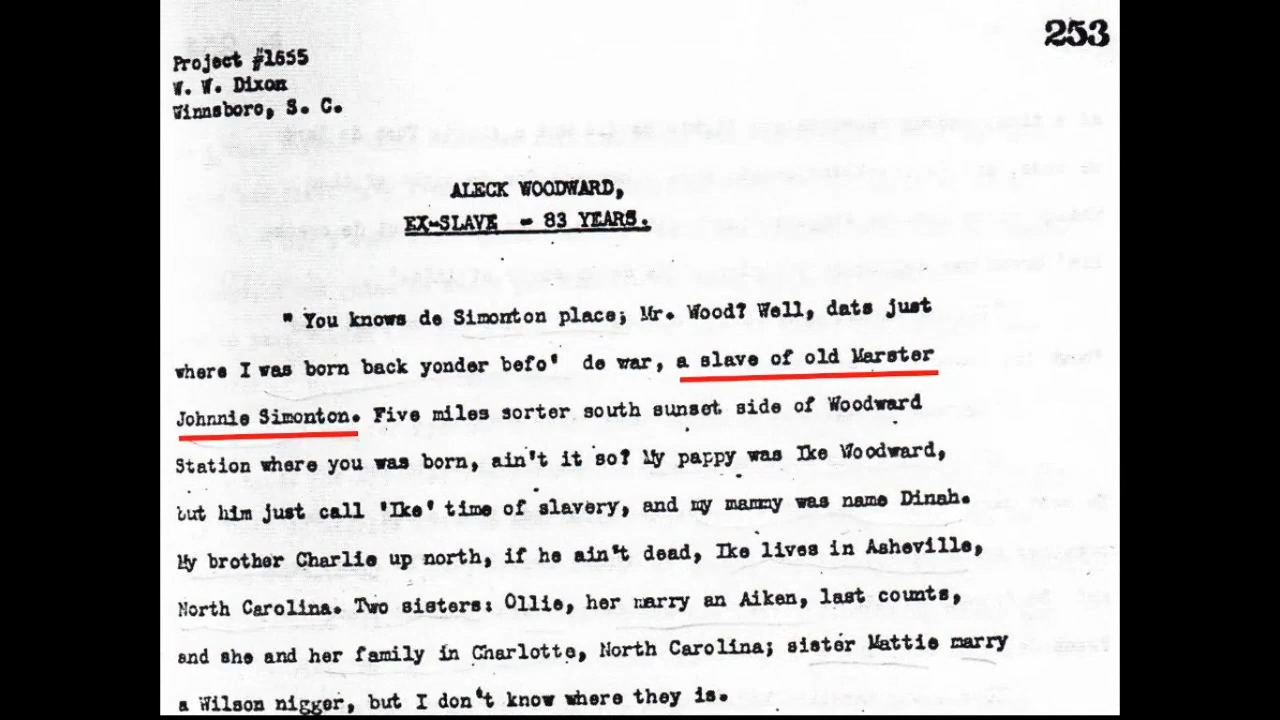 253
Project #1655
W. W. Dixon
Winnsboro, S. C.
ALECK WOODWARD,
EX-SLAVE - 83 YEARS.
" You knows de Simonton place; Mr. Wood? Well, dats just
where I was born back yonder befo' de war, a slave of old Marster
Johnnie Simonton. Five miles sorter south sunset side of Woodward
Station where you was born, ain't it so? My pappy was Ike Woodward,
but him just call 'Ike' time of slavery, and my mammy was name Dinah.
My brother Charlie up north, if he ain't dead, Ike lives in Asheville,
North Carolina. Two sisters: Ollie, her marry an Aiken, last counts,
and she and her family in Charlotte, North Carolina; sister Mattie marry
a Wilson nigger, but I don't know where they is.